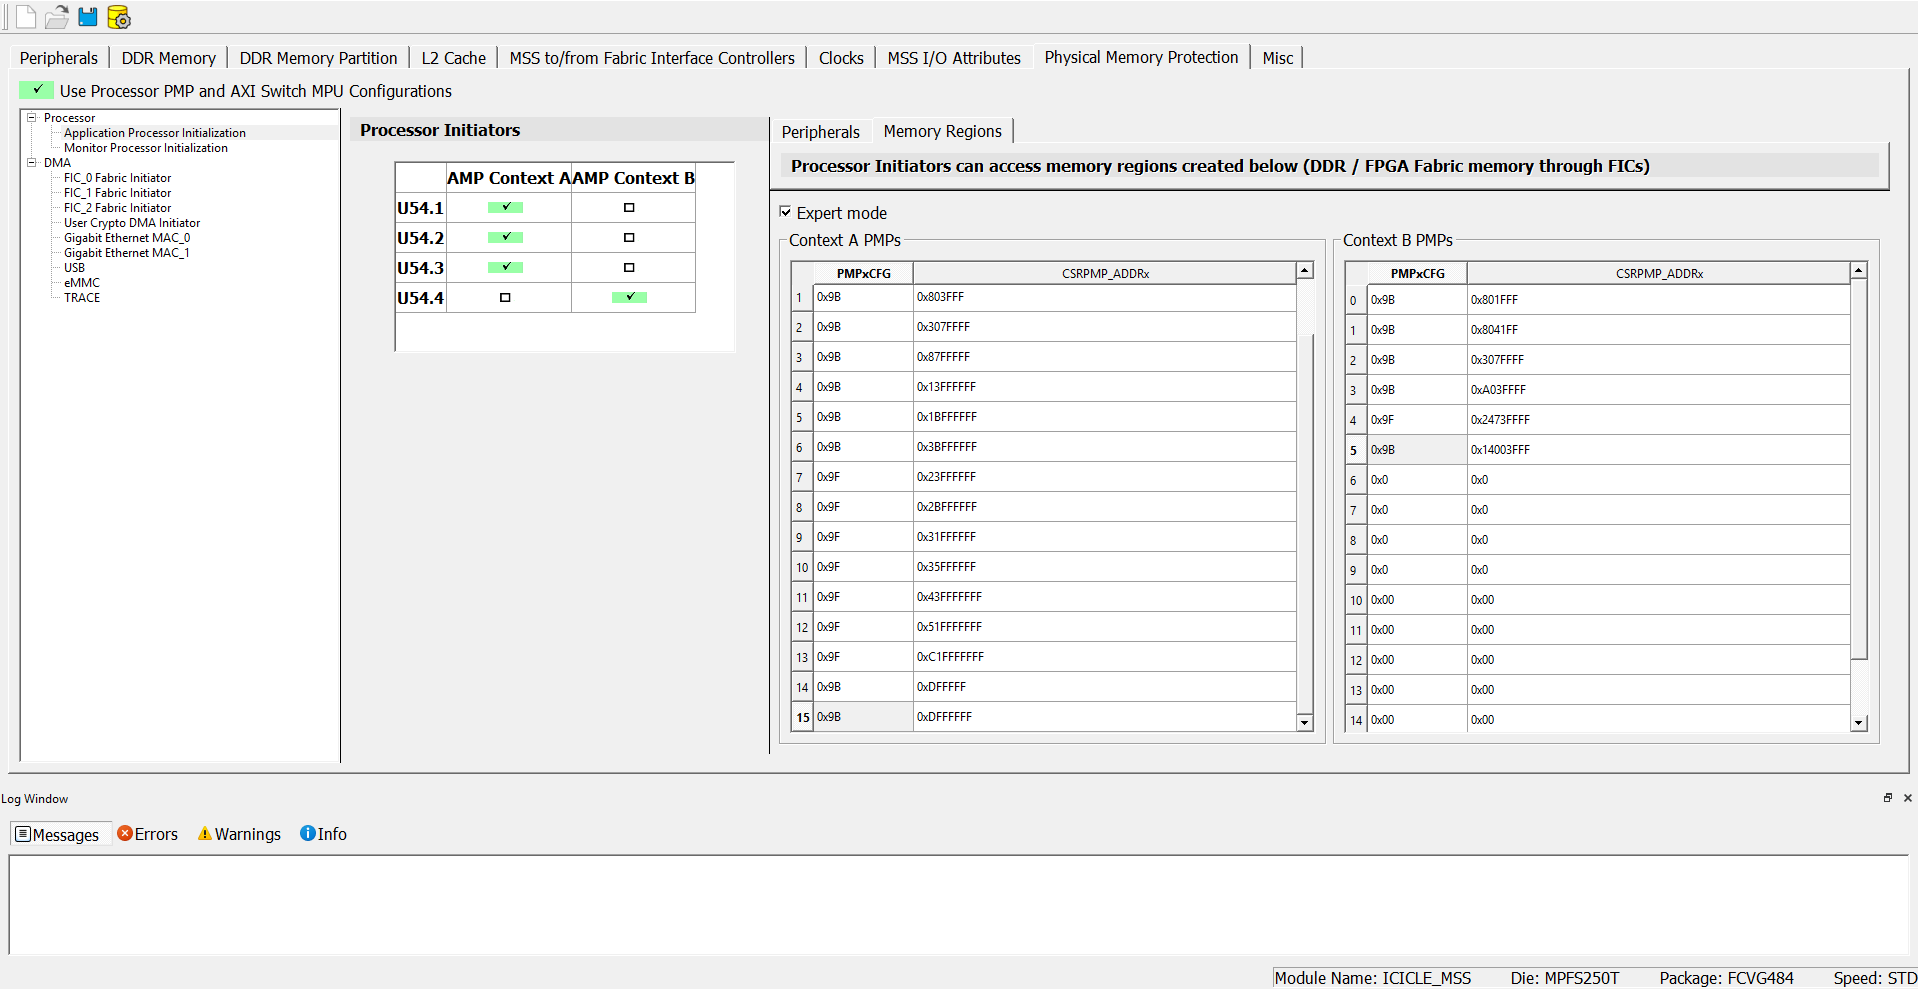 Peripherals DDR Memory DDR Memory Partition L2 Cache MSS to/from Fabric Interface Controllers Clocks MSS I/O Attributes Physical Memory Protection Misc
Use Processor PMP and AXI Switch MPU Configurations
Processor
Application Processor Initialization
Monitor Processor Initialization
DMA
FIC_0 Fabric Initiator
FIC_1 Fabric Initiator
FIC_2 Fabric Initiator
User Crypto DMA Initiator
Gigabit Ethernet MAC_0
Gigabit Ethernet MAC_1
USB
eMMC
TRACE
Processor Initiators
AMP Context A AMP Context B
U54.1
U54.2
U54.3
U54.4
Peripherals Memory Regions
Processor Initiators can access memory regions created below (DDR / FPGA Fabric memory through FICs)
Expert mode
Context A PMPs
PMPxCFG CSRPMP_ADDRx
1 0x9B 0x803FFF
2 0x9B 0x307FFFF
3 0x9B 0x87FFFFF
4 0x9B 0x13FFFFFF
5 0x9B 0x1BFFFFFF
6 0x9B 0x3BFFFFFF
7 0x9F 0x23FFFFFF
8 0x9F 0x2BFFFFFF
9 0x9F 0x31FFFFFF
10 0x9F 0x35FFFFFF
11 0x9F 0x43FFFFFFF
12 0x9F 0x51FFFFFFF
13 0x9F 0xC1FFFFFFF
14 0x9B 0xDFFFFF
15 0x9B 0xDFFFFFF
Context B PMPs
PMPxCFG CSRPMP_ADDRx
0 0x9B 0x801FFF
1 0x9B 0x8041FF
2 0x9B 0x307FFFF
3 0x9B 0xA03FFFF
4 0x9F 0x2473FFFF
5 0x9B 0x14003FFF
6 0x0 0x0
7 0x0 0x0
8 0x0 0x0
9 0x0 0x0
10 0x00 0x00
11 0x00 0x00
12 0x00 0x00
13 0x00 0x00
14 0x00 0x00
Log Window
Messages Errors Warnings Info
Module Name: ICICLE_MSS Die: MPFS250T Package: FCVG484 Speed: STD